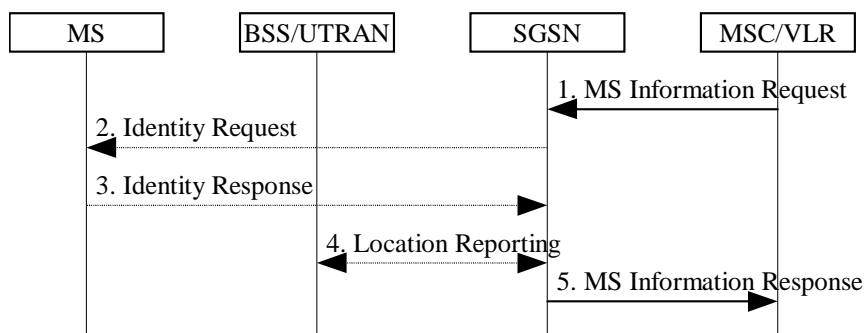 MS
BSS/UTRAN
SGSN
MSC/VLR
1. MS Information Request
2. Identity Request
3. Identity Response
4. Location Reporting
5. MS Information Response